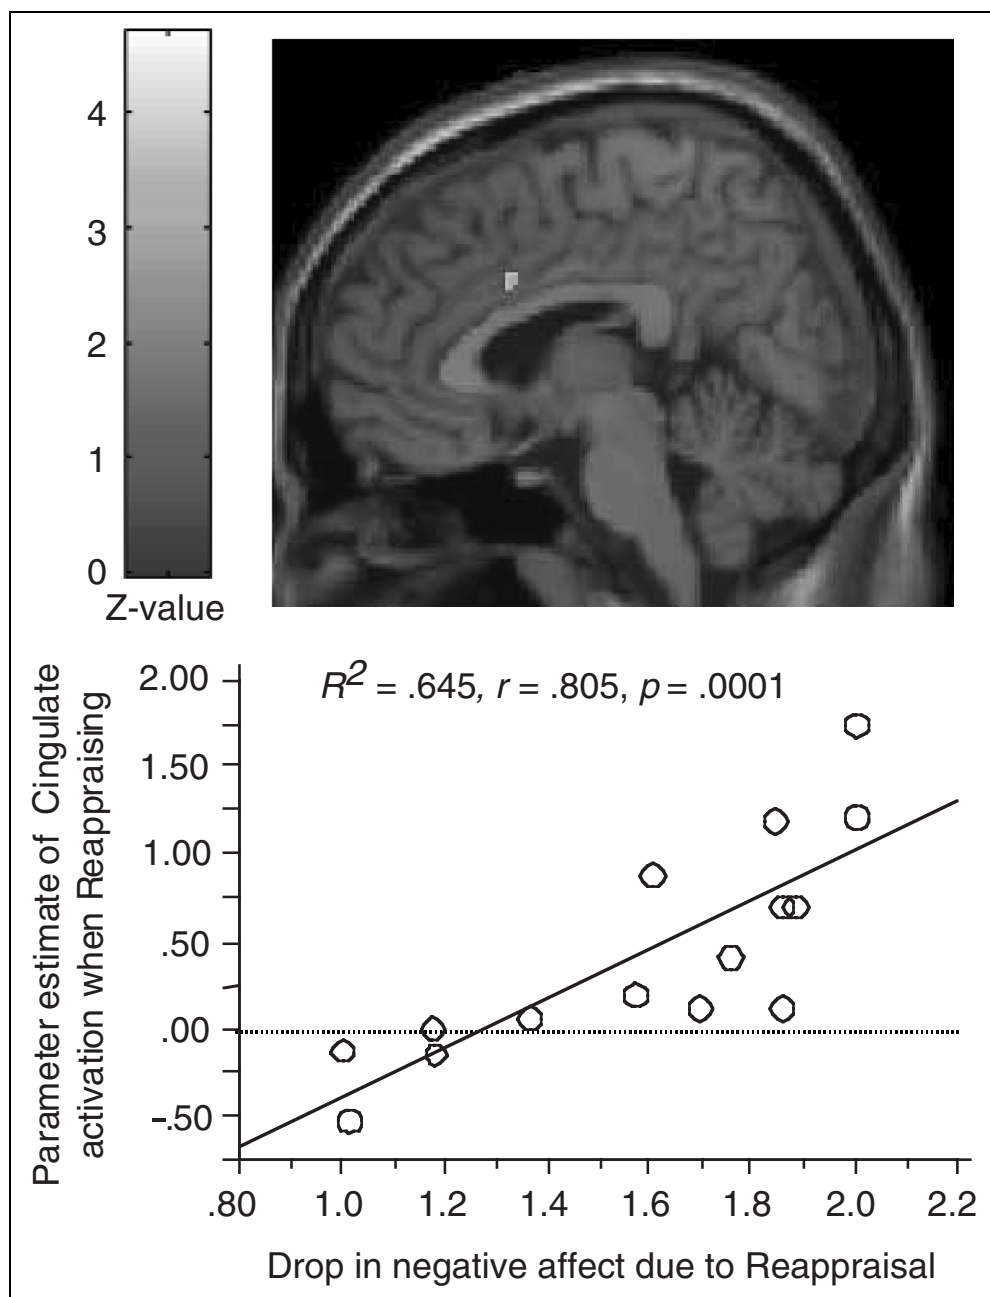 4
3
2
1
0
Z-value
R2 = .645, r = .805, p = .0001
Parameter estimate of Cingulate
activation when Reappraising
2.00
1.50
1.00
.50
.00
-.50
.80 1.0 1.2 1.4 1.6 1.8 2.0 2.2
Drop in negative affect due to Reappraisal